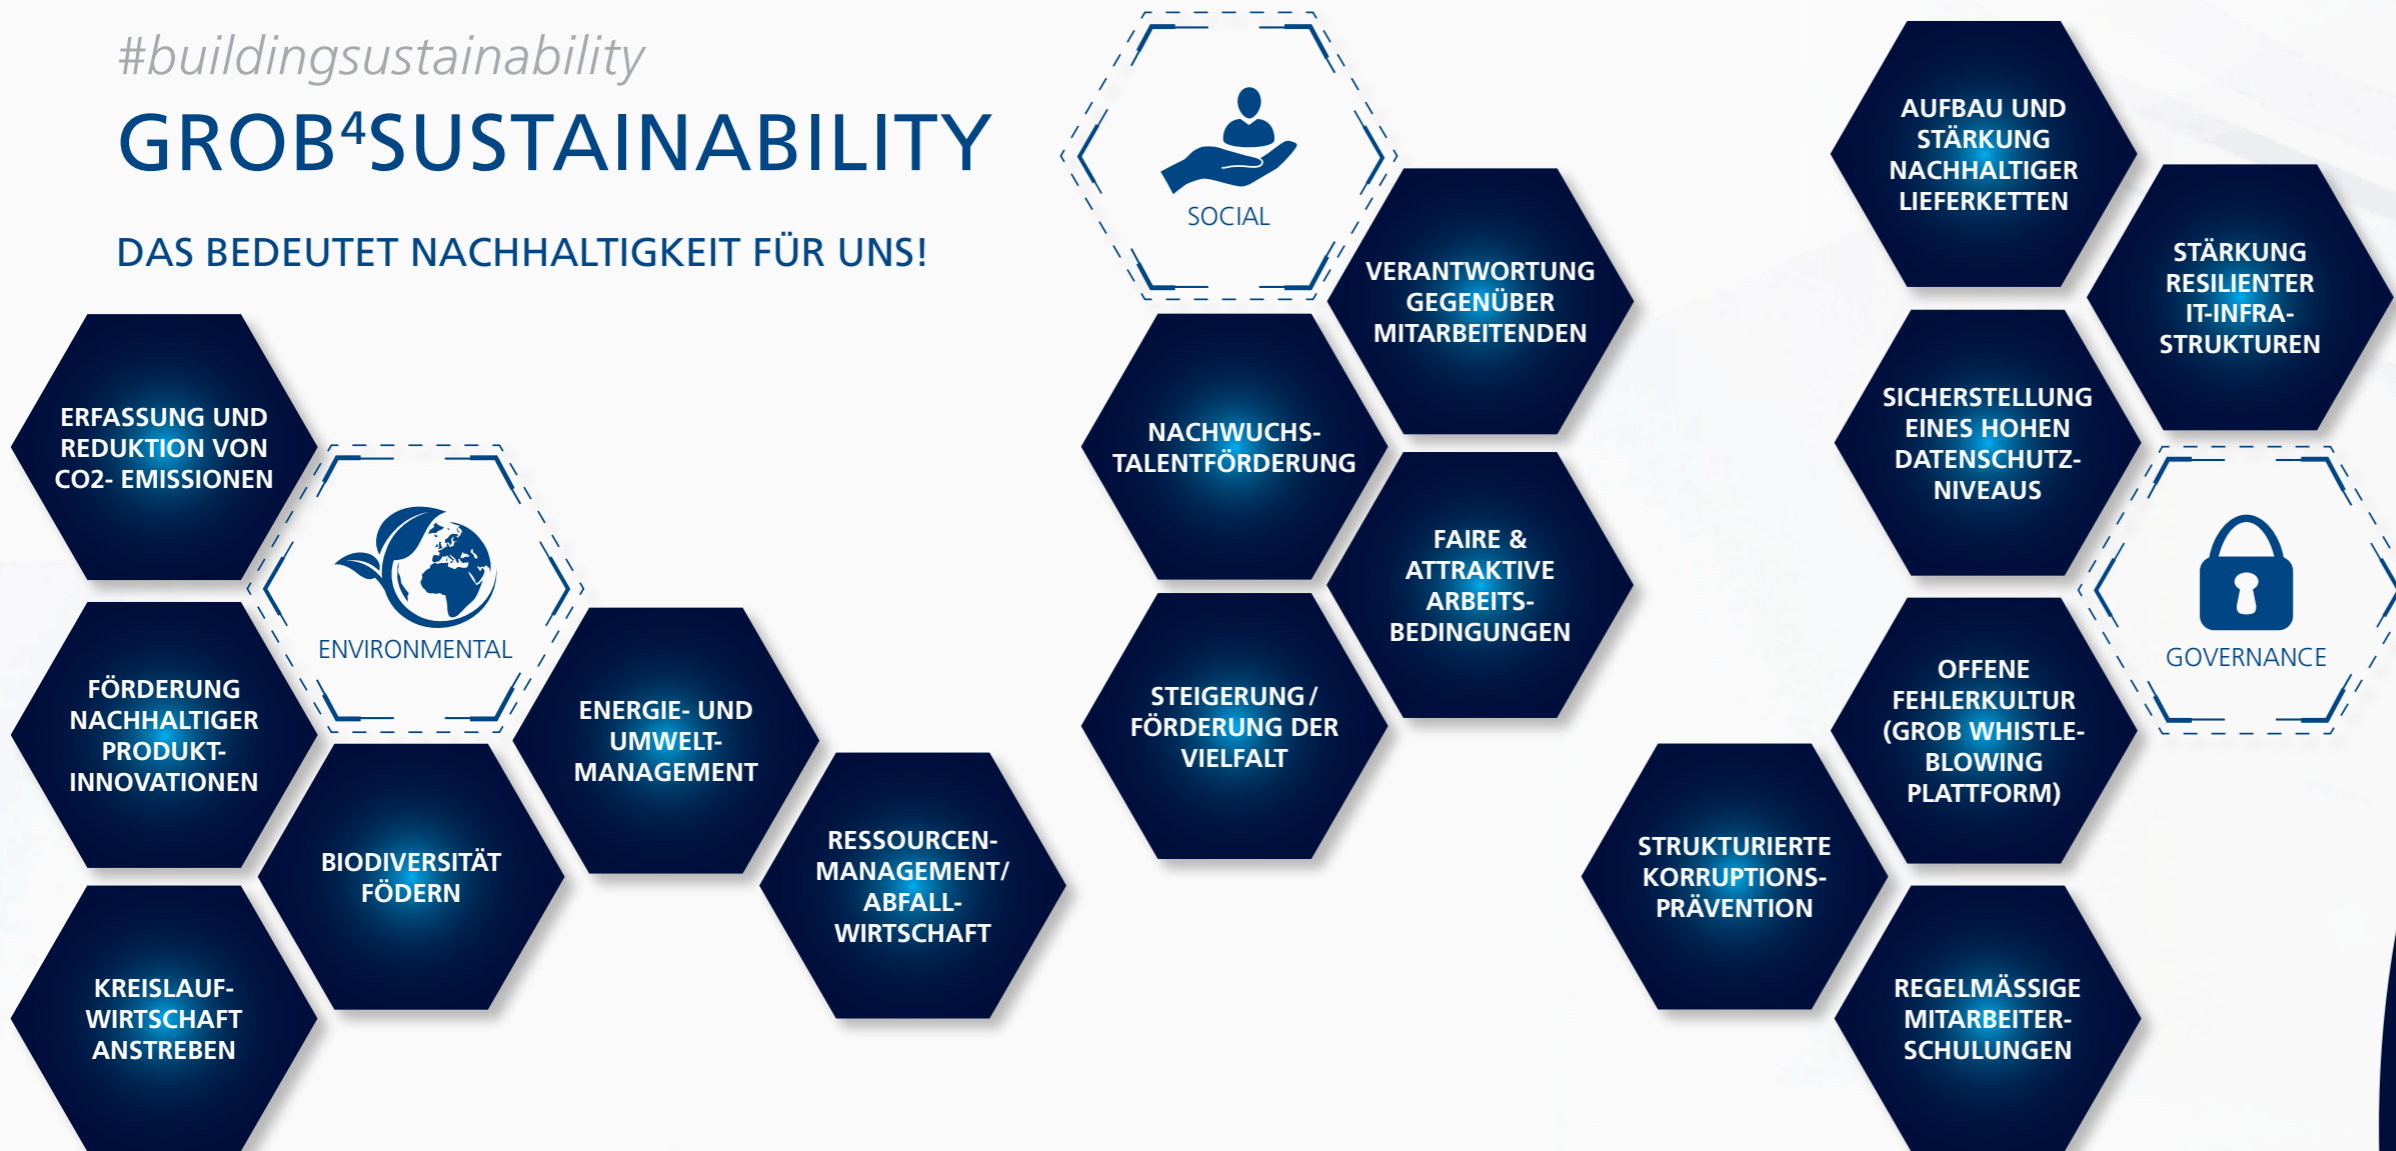 #buildingsustainability
GROB⁴SUSTAINABILITY
DAS BEDEUTET NACHHALTIGKEIT FÜR UNS!
ERFASSUNG UND
REDUKTION VON
CO2- EMISSIONEN
ENVIRONMENTAL
FÖRDERUNG
NACHHALTIGER
PRODUKT-
INNOVATIONEN
ENERGIE- UND
UMWELT-
MANAGEMENT
BIODIVERSITÄT
FÖDERN
RESSOURCEN-
MANAGEMENT/
ABFALL-
WIRTSCHAFT
KREISLAUF-
WIRTSCHAFT
ANSTREBEN
SOCIAL
VERANTWORTUNG
GEGENÜBER
MITARBEITENDEN
NACHWUCHS-
TALENTFÖRDERUNG
FAIRE &
ATTRAKTIVE
ARBEITS-
BEDINGUNGEN
STEIGERUNG/
FÖRDERUNG DER
VIELFALT
AUFBAU UND
STÄRKUNG
NACHHALTIGER
LIEFERKETTEN
STÄRKUNG
RESILIENTER
IT-INFRA-
STRUKTUREN
SICHERSTELLUNG
EINES HOHEN
DATENSCHUTZ-
NIVEAUS
GOVERNANCE
OFFENE
FEHLERKULTUR
(GROB WHISTLE-
BLOWING
PLATTFORM)
STRUKTURIERTE
KORRUPTIONS-
PRÄVENTION
REGELMÄSSIGE
MITARBEITER-
SCHULUNGEN